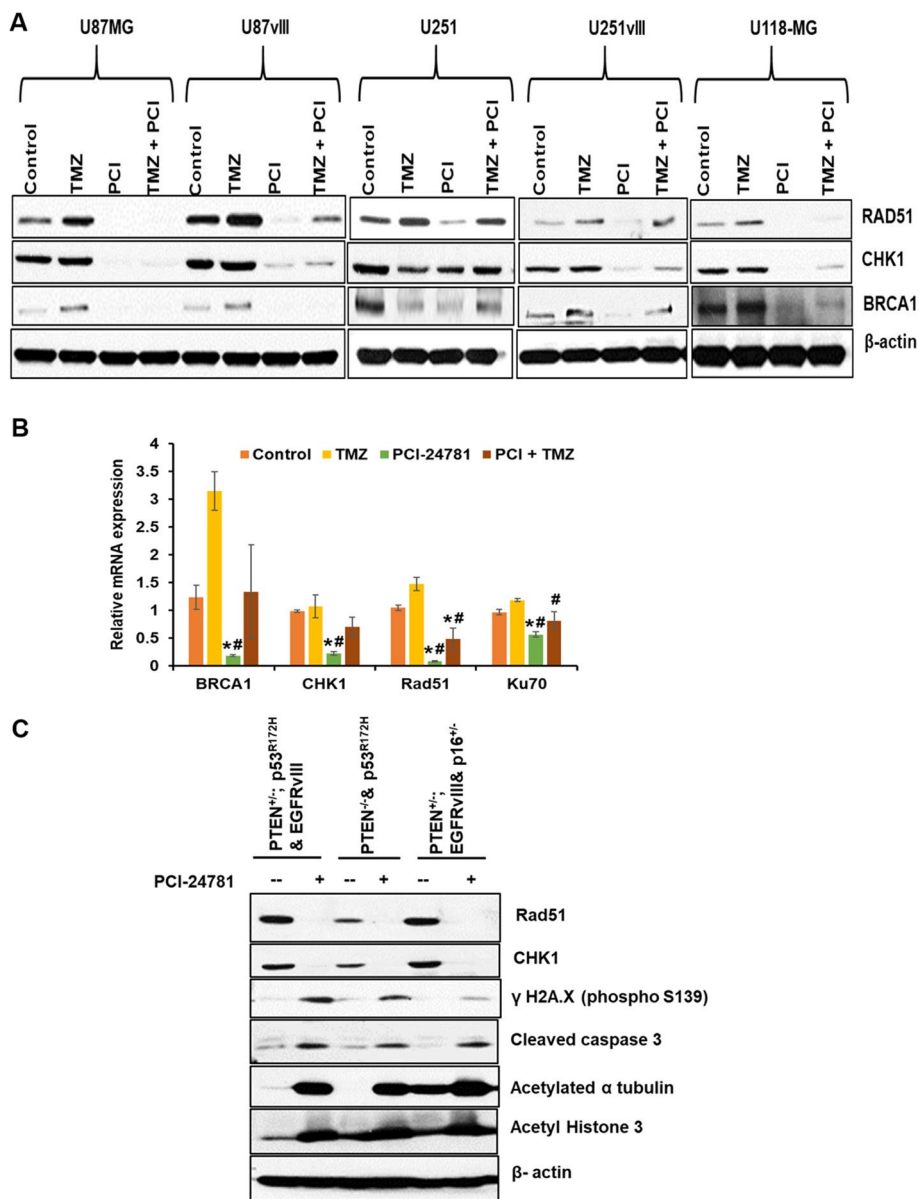 A
U87MG U87vIII U251 U251vIII U118-MG
Control TMZ PCI TMZ + PCI Control TMZ PCI TMZ + PCI Control TMZ PCI TMZ + PCI Control TMZ PCI TMZ + PCI Control TMZ PCI TMZ + PCI
RAD51
CHK1
BRCA1
β-actin
B
Control TMZ PCI-24781 PCI + TMZ
Relative mRNA expression
4
3.5
3
2.5
2
1.5
1
0.5
0
*# *# *# *# *# #
BRCA1 CHK1 Rad51 Ku70
C
PTEN+/-; p53R172H
& EGFRvIII
PTEN-/-& p53R172H
PTEN+/-;
EGFRvIII& p16+/-
PCI-24781 -- + -- + -- +
Rad51
CHK1
γ H2A.X (phospho S139)
Cleaved caspase 3
Acetylated α tubulin
Acetyl Histone 3
β- actin